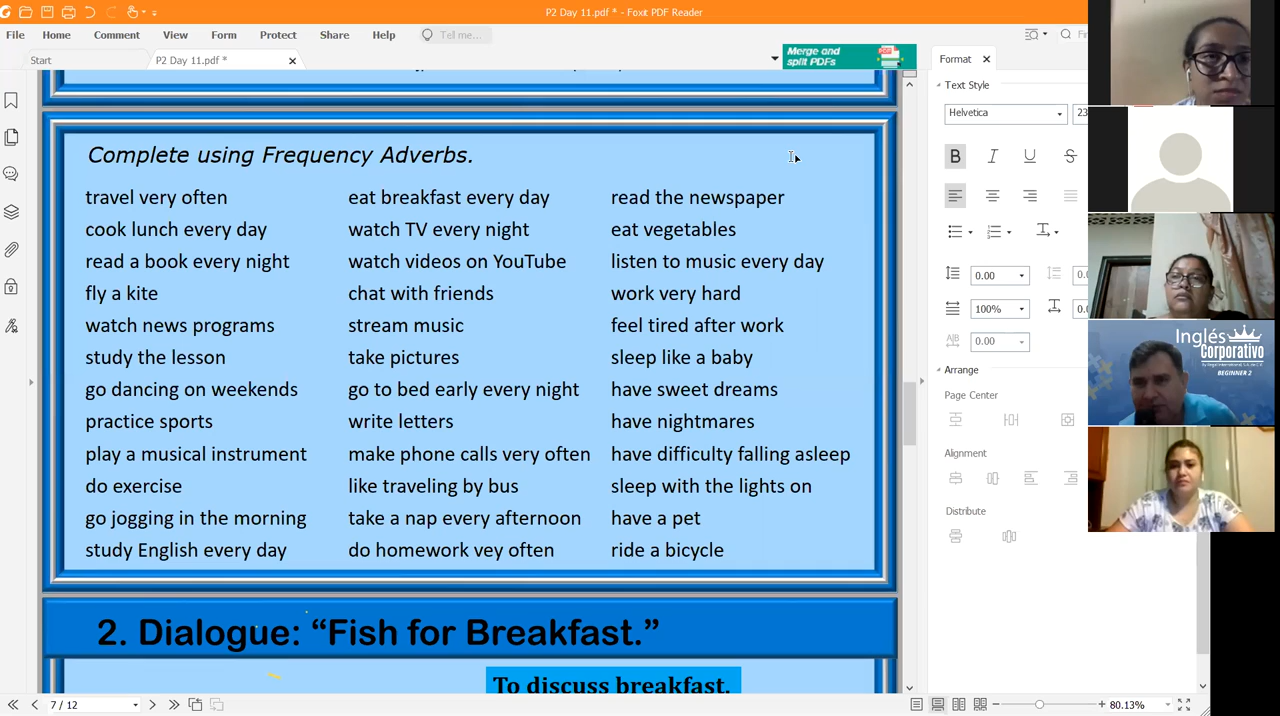 P2 Day 11.pdf * - Foxit PDF Reader
File Home Comment View Form Protect Share Help Tell me...
Merge and
split PDFs
Start P2 Day 11.pdf *
Format
Text Style
Helvetica 23
B I U S
Complete using Frequency Adverbs.
travel very often eat breakfast every day read the newspaper
cook lunch every day watch TV every night eat vegetables
read a book every night watch videos on YouTube listen to music every day
fly a kite chat with friends work very hard
watch news programs stream music feel tired after work
study the lesson take pictures sleep like a baby
go dancing on weekends go to bed early every night have sweet dreams
practice sports write letters have nightmares
play a musical instrument make phone calls very often have difficulty falling asleep
do exercise like traveling by bus sleep with the lights on
go jogging in the morning take a nap every afternoon have a pet
study English every day do homework vey often ride a bicycle
2. Dialogue: “Fish for Breakfast.”
To discuss breakfast.
0.00
100%
0.00
Arrange
Page Center
Alignment
Distribute
Inglés
Corporativo
BEGINNER 2
7 / 12
80.13%